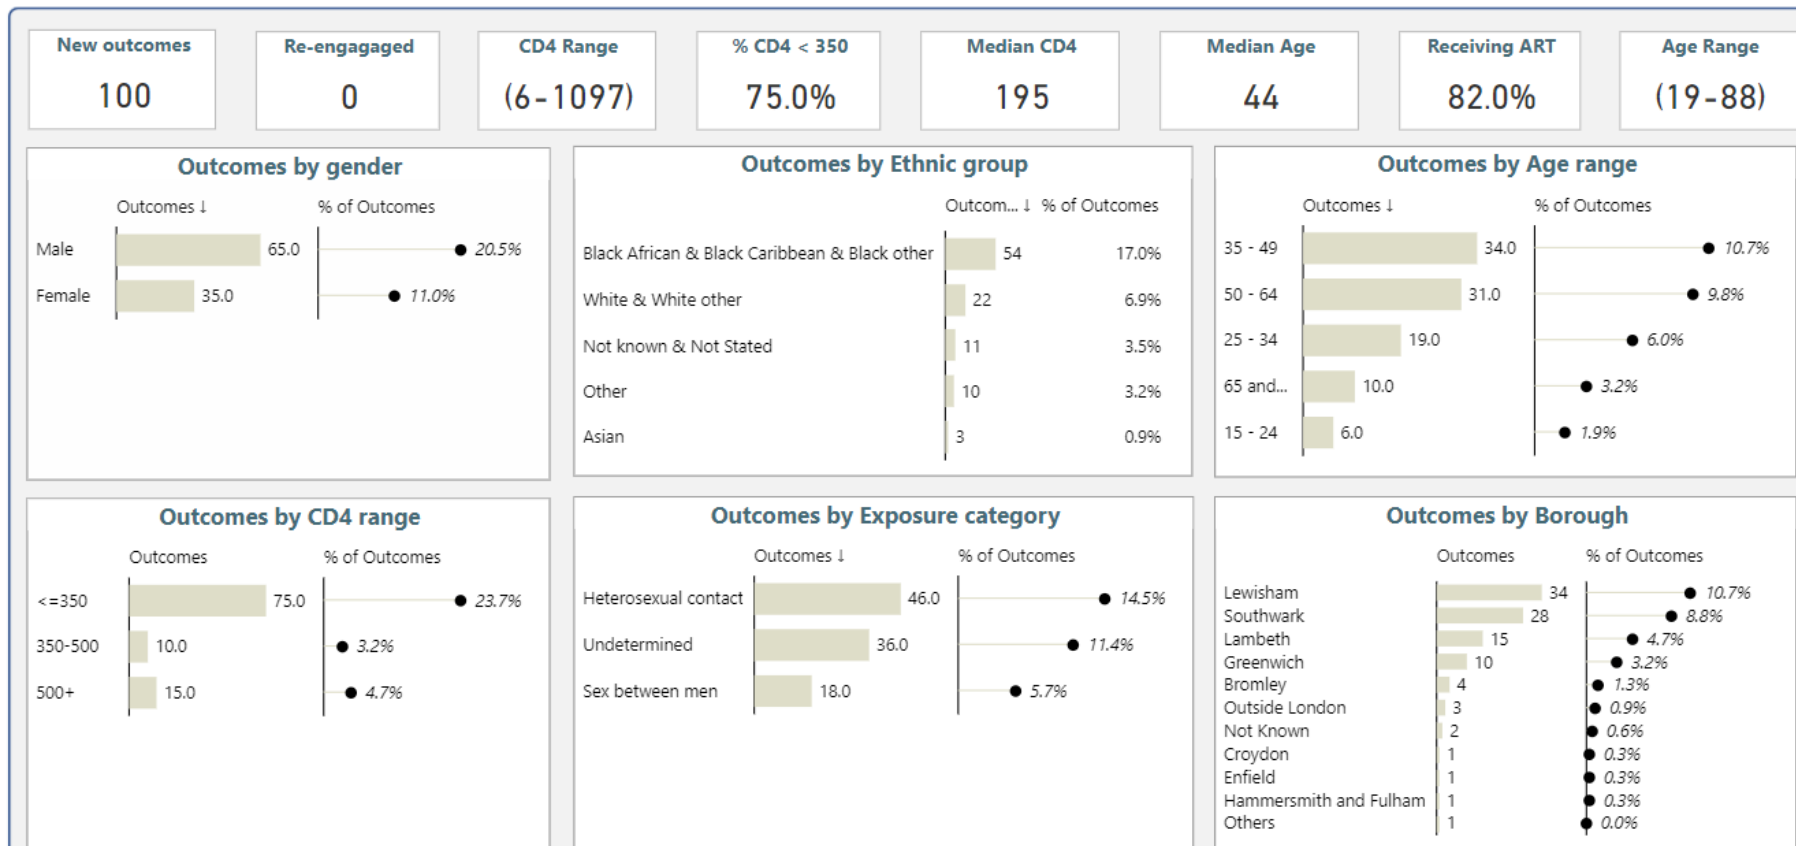 New outcomes
100
Re-engagaged
0
CD4 Range
(6-1097)
% CD4 < 350
75.0%
Median CD4
195
Median Age
44
Receiving ART
82.0%
Age Range
(19-88)
Outcomes by gender
Outcomes ↓ % of Outcomes
Male 65.0 20.5%
Female 35.0 11.0%
Outcomes by Ethnic group
Outcom... ↓ % of Outcomes
Black African & Black Caribbean & Black other 54 17.0%
White & White other 22 6.9%
Not known & Not Stated 11 3.5%
Other 10 3.2%
Asian 3 0.9%
Outcomes by Age range
Outcomes ↓ % of Outcomes
35 - 49 34.0 10.7%
50 - 64 31.0 9.8%
25 - 34 19.0 6.0%
65 and... 10.0 3.2%
15 - 24 6.0 1.9%
Outcomes by CD4 range
Outcomes % of Outcomes
<=350 75.0 23.7%
350-500 10.0 3.2%
500+ 15.0 4.7%
Outcomes by Exposure category
Outcomes ↓ % of Outcomes
Heterosexual contact 46.0 14.5%
Undetermined 36.0 11.4%
Sex between men 18.0 5.7%
Outcomes by Borough
Outcomes % of Outcomes
Lewisham 34 10.7%
Southwark 28 8.8%
Lambeth 15 4.7%
Greenwich 10 3.2%
Bromley 4 1.3%
Outside London 3 0.9%
Not Known 2 0.6%
Croydon 1 0.3%
Enfield 1 0.3%
Hammersmith and Fulham 1 0.3%
Others 1 0.0%